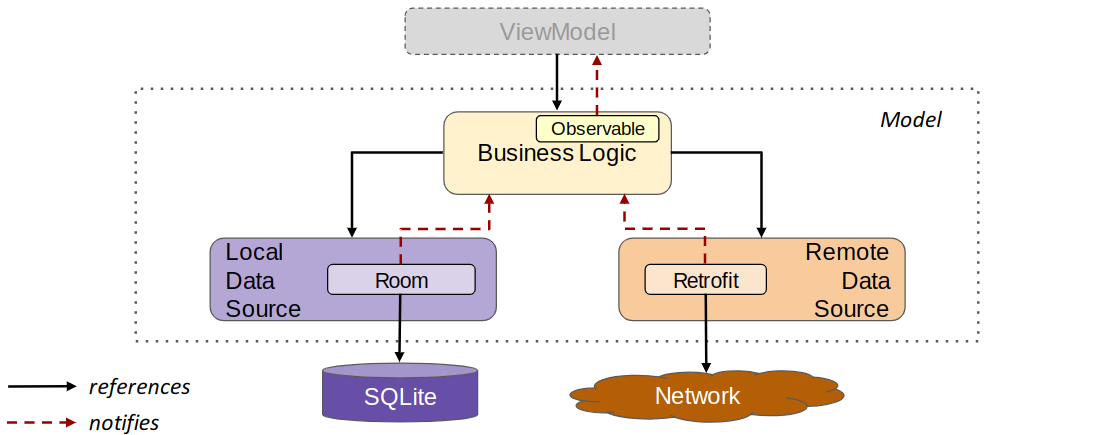 ViewModel
Model
Observable
Business Logic
Local
Data
Source
Room
Retrofit
Remote
Data
Source
SQLite
Network
references
notifies